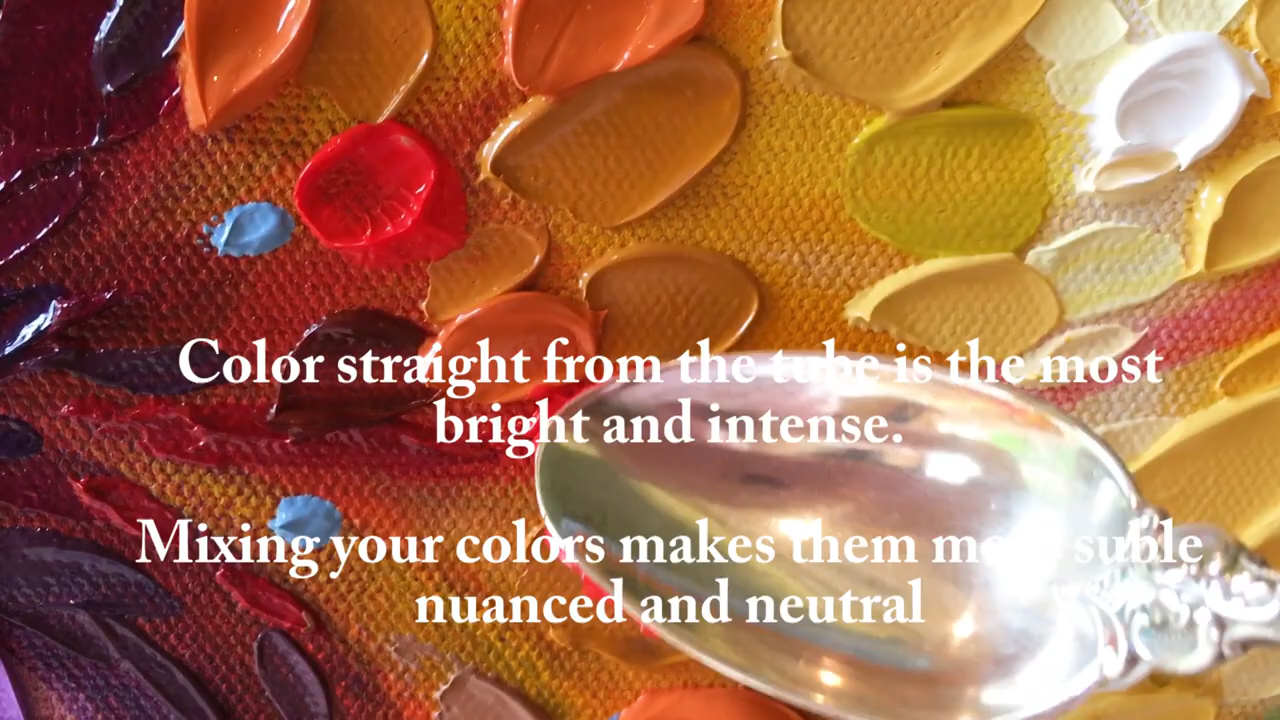 Color straight from the tube is the most
bright and intense.
Mixing your colors makes them more suble
nuanced and neutral